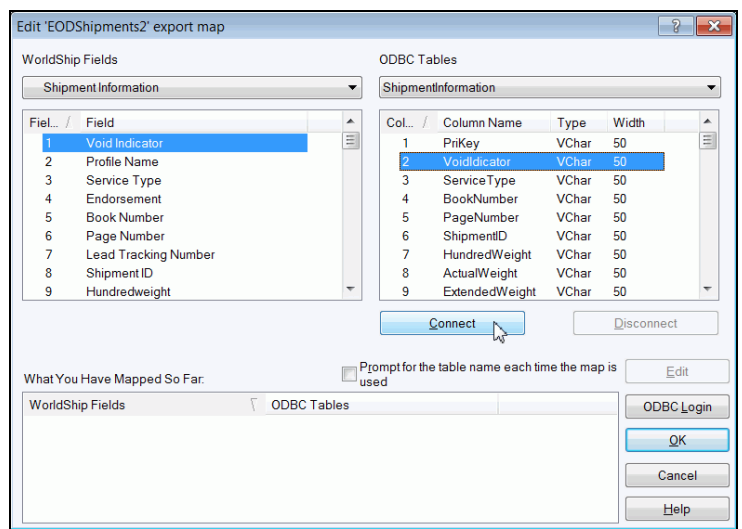 Edit 'EODShipments2' export map
WorldShip Fields
ODBC Tables
Shipment Information
ShipmentInformation
Fiel... / Field
Col... / Column Name Type Width
1 Void Indicator
1 PriKey VChar 50
2 Profile Name
2 VoidIdicator VChar 50
3 Service Type
3 ServiceType VChar 50
4 Endorsement
4 BookNumber VChar 50
5 Book Number
5 PageNumber VChar 50
6 Page Number
6 ShipmentID VChar 50
7 Lead Tracking Number
7 HundredWeight VChar 50
8 Shipment ID
8 ActualWeight VChar 50
9 Hundredweight
9 ExtendedWeight VChar 50
Connect
Disconnect
Prompt for the table name each time the map is
used
Edit
What You Have Mapped So Far:
WorldShip Fields
ODBC Tables
ODBC Login
OK
Cancel
Help